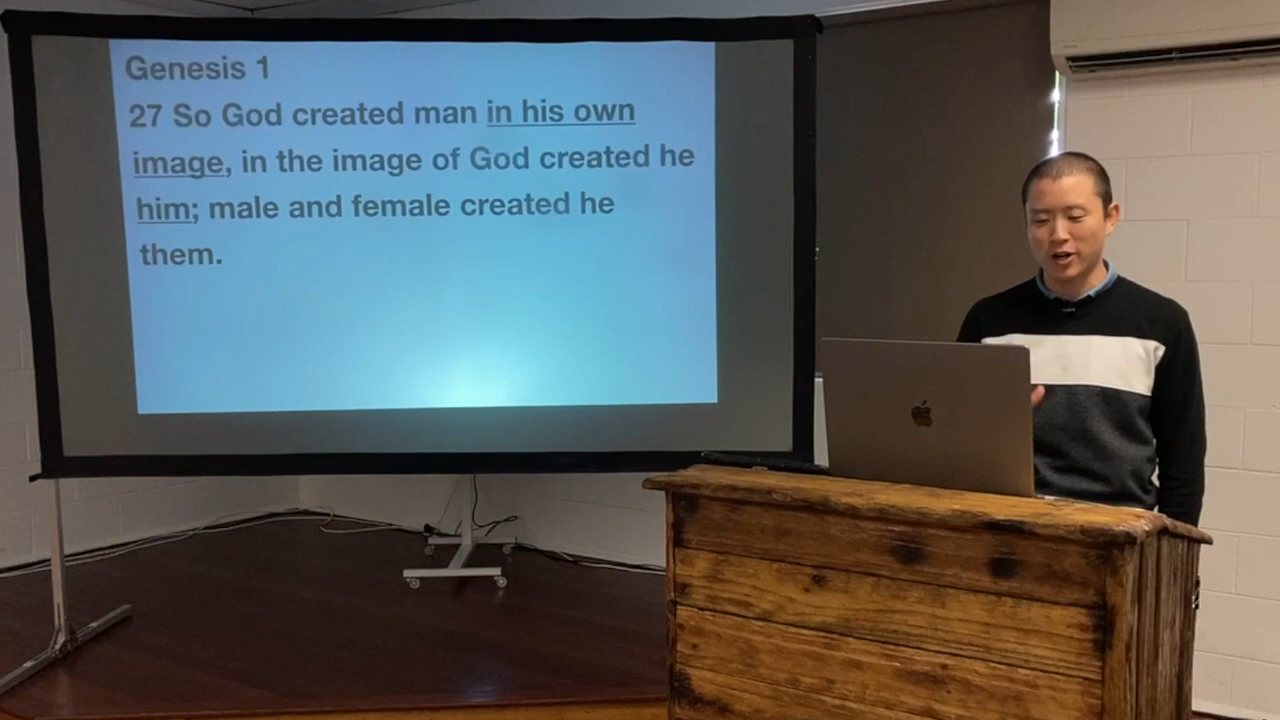 Genesis 1
27 So God created man in his own
image, in the image of God created he
him; male and female created he
them.